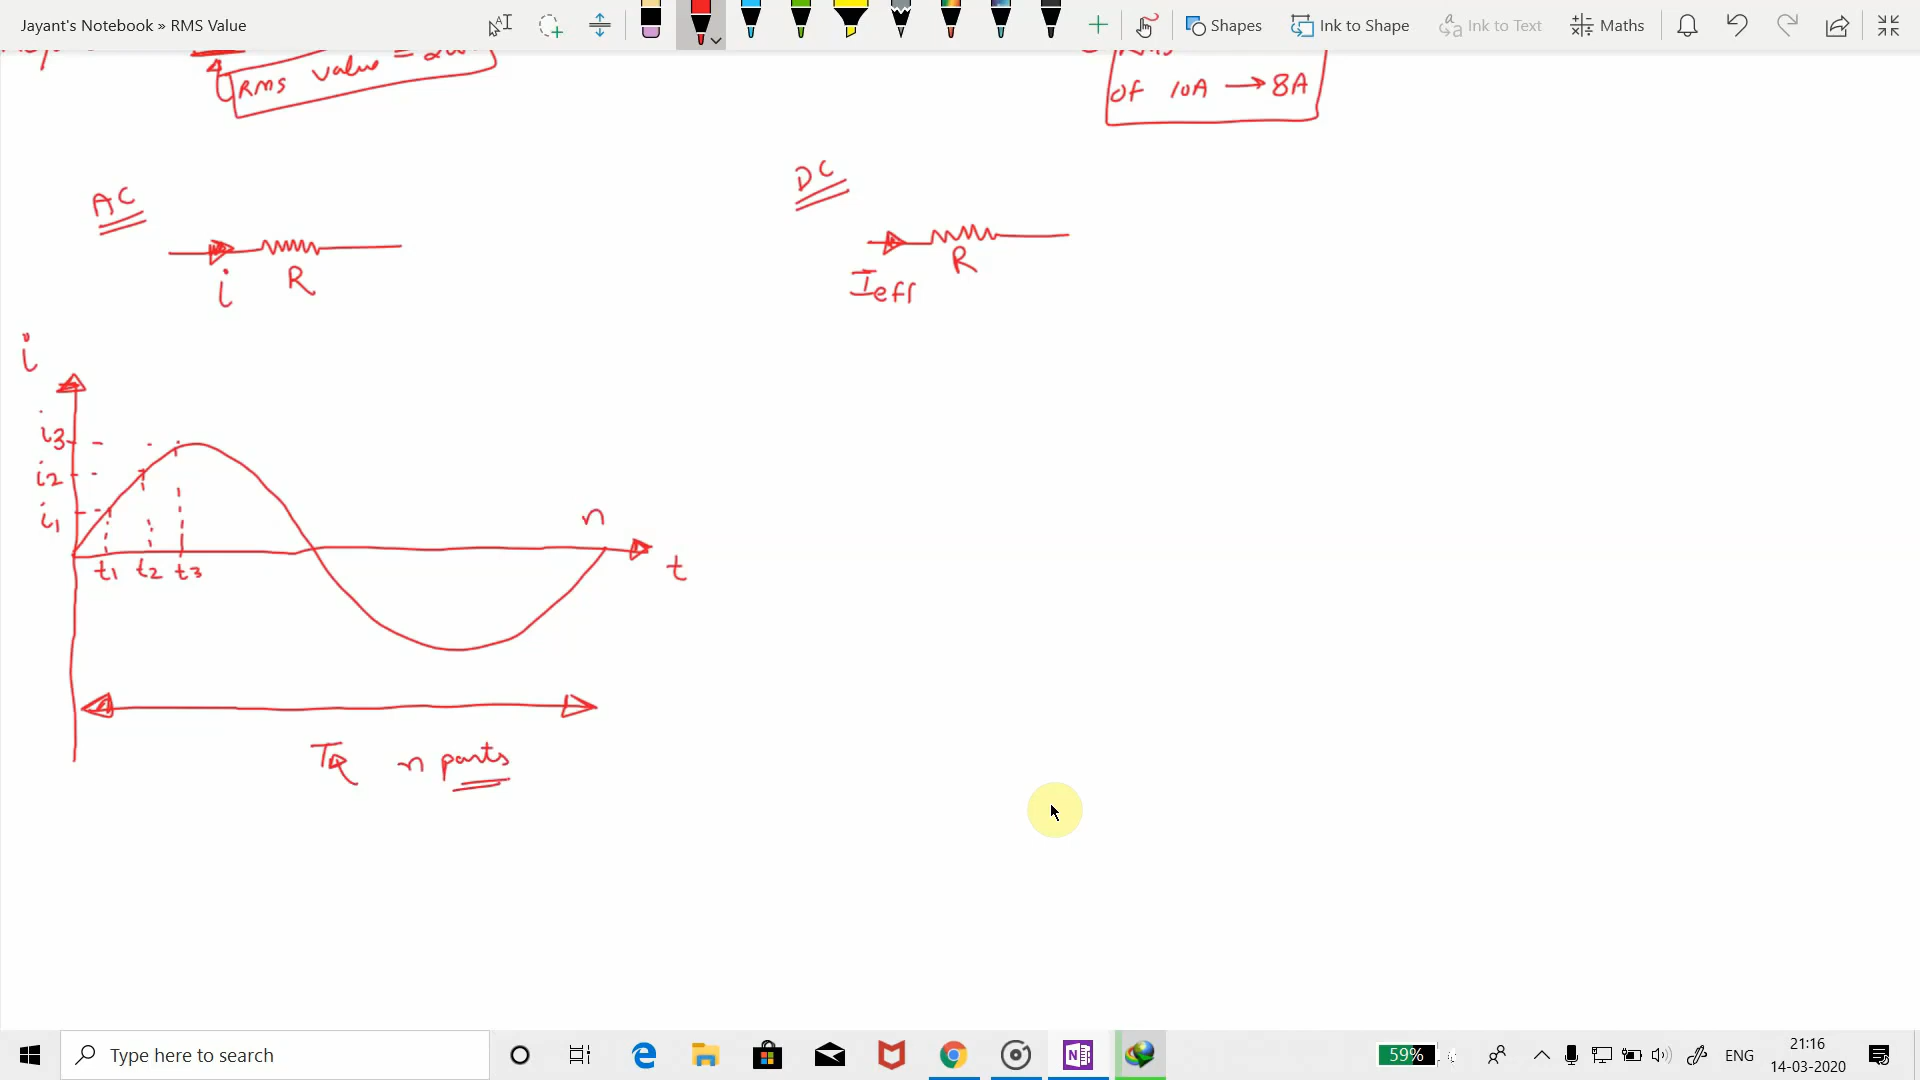 Jayant's Notebook » RMS Value
Shapes
Ink to Shape
Ink to Text
Maths
RMS value =
of 10A → 8A
AC
DC
i
R
Ieff
R
i
i3
i2
i1
t1 t2 t3
n
t
T n parts
Type here to search
59%
ENG
21:16
14-03-2020